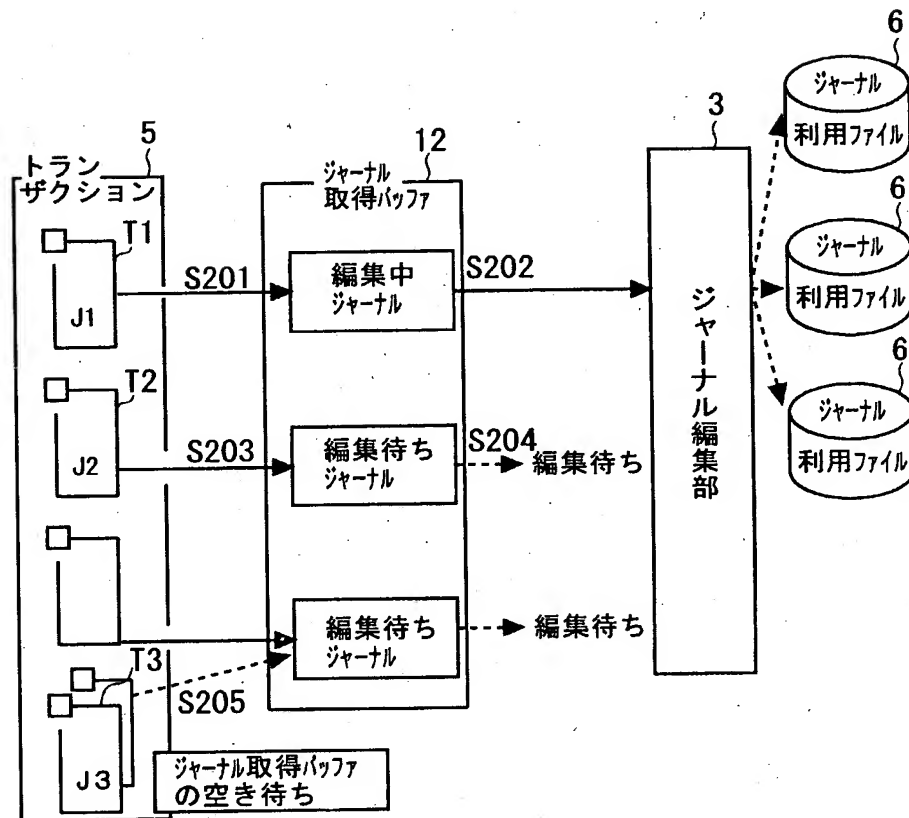 6
ジャーナル
利用ファイル
3
5
12
トラン
ザクション
ジャーナル
取得バッファ
6
ジャーナル
利用ファイル
T1
J1
S201
編集中
ジャーナル
S202
ジャーナル編集部
6
ジャーナル
利用ファイル
T2
J2
S203
編集待ち
ジャーナル
S204
編集待ち
編集待ち
ジャーナル
編集待ち
T3
S205
J3
ジャーナル取得バッファ
の空き待ち